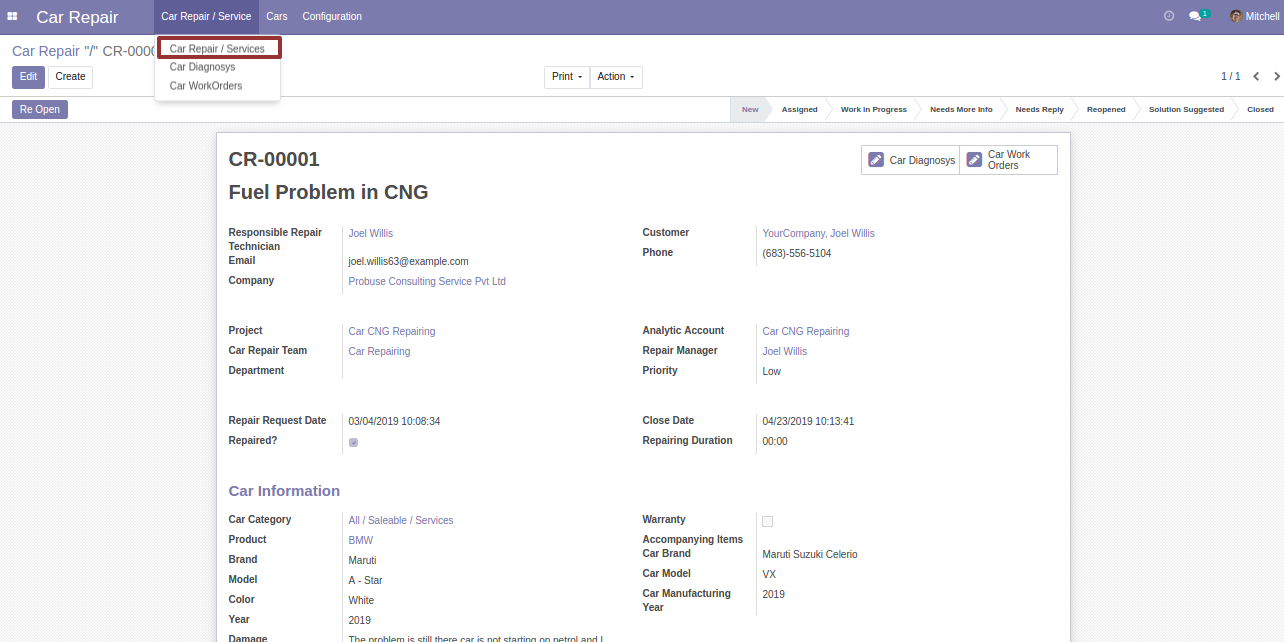 Car Repair
Car Repair / Service
Cars
Configuration
1
Mitchell
Car Repair "/" CR-0000
Car Repair / Services
Car Diagnosys
Car WorkOrders
Edit
Create
Print
Action
1 / 1
Re Open
New
Assigned
Work in Progress
Needs More Info
Needs Reply
Reopened
Solution Suggested
Closed
CR-00001
Car Diagnosys
Car Work
Orders
Fuel Problem in CNG
Responsible Repair
Technician
Joel Willis
Email
joel.willis63@example.com
Company
Probuse Consulting Service Pvt Ltd
Customer
YourCompany, Joel Willis
Phone
(683)-556-5104
Project
Car CNG Repairing
Car Repair Team
Car Repairing
Department
Analytic Account
Car CNG Repairing
Repair Manager
Joel Willis
Priority
Low
Repair Request Date
03/04/2019 10:08:34
Repaired?
Close Date
04/23/2019 10:13:41
Repairing Duration
00:00
Car Information
Car Category
All / Saleable / Services
Product
BMW
Brand
Maruti
Model
A - Star
Color
White
Year
2019
Damage
The problem is still there car is not starting on petrol and I
Warranty
Accompanying Items
Car Brand
Maruti Suzuki Celerio
Car Model
VX
Car Manufacturing
Year
2019